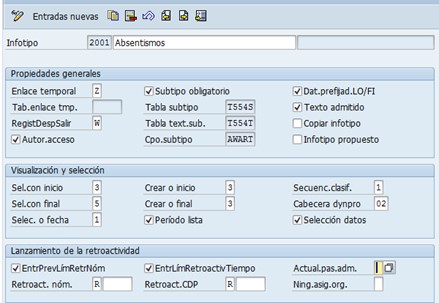 Entradas nuevas
Infotipo 2001 Absentismos
Propiedades generales
Enlace temporal Z Subtipo obligatorio Dat.prefijad.LO/FI
Tab.enlace tmp. Tabla subtipo T554S Texto admitido
RegistDespSalir W Tabla text.sub. T554T Copiar infotipo
Autor.acceso Cpo.subtipo AWART Infotipo propuesto
Visualización y selección
Sel.con inicio 3 Crear o inicio 3 Secuenc.clasif. 1
Sel.con final 5 Crear o final 3 Cabecera dynpro 02
Selec. o fecha 1 Período lista Selección datos
Lanzamiento de la retroactividad
EntrPrevLímRetrNóm EntrLímRetroactivTiempo Actual.pas.adm.
Retroact. nóm. R Retroact.CDP R Ning.asig.org.